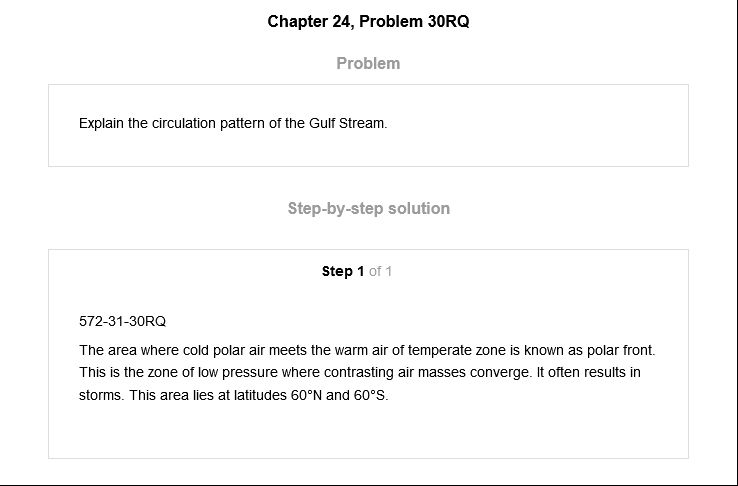 Chapter 24, Problem 30RQ
Problem
Explain the circulation pattern of the Gulf Stream.
Step-by-step solution
Step 1 of 1
572-31-30RQ
The area where cold polar air meets the warm air of temperate zone is known as polar front.
This is the zone of low pressure where contrasting air masses converge. It often results in
storms. This area lies at latitudes 60°N and 60°S.